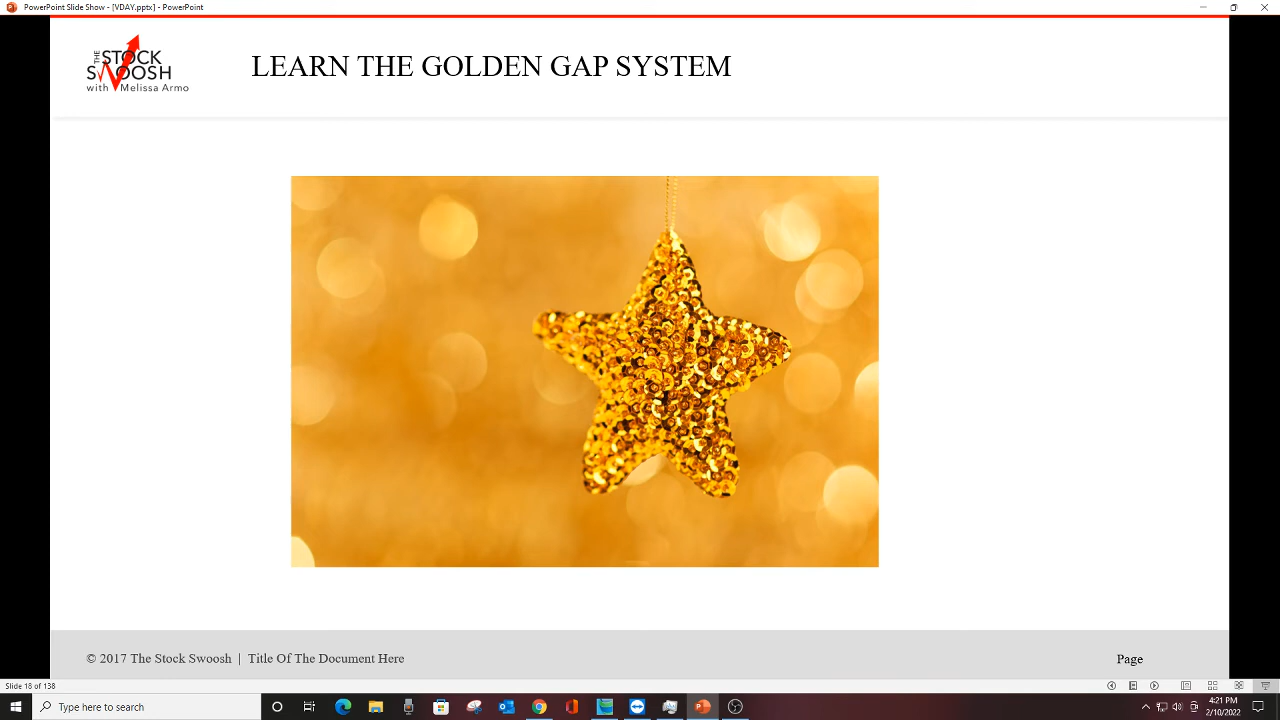 PowerPoint Slide Show - [VDAY.pptx] - PowerPoint
THE
STOCK
SWOOSH
with Melissa Armo
LEARN THE GOLDEN GAP SYSTEM
© 2017 The Stock Swoosh | Title Of The Document Here
Page
Slide 18 of 138
Type here to search
4:21 PM
2/10/2022